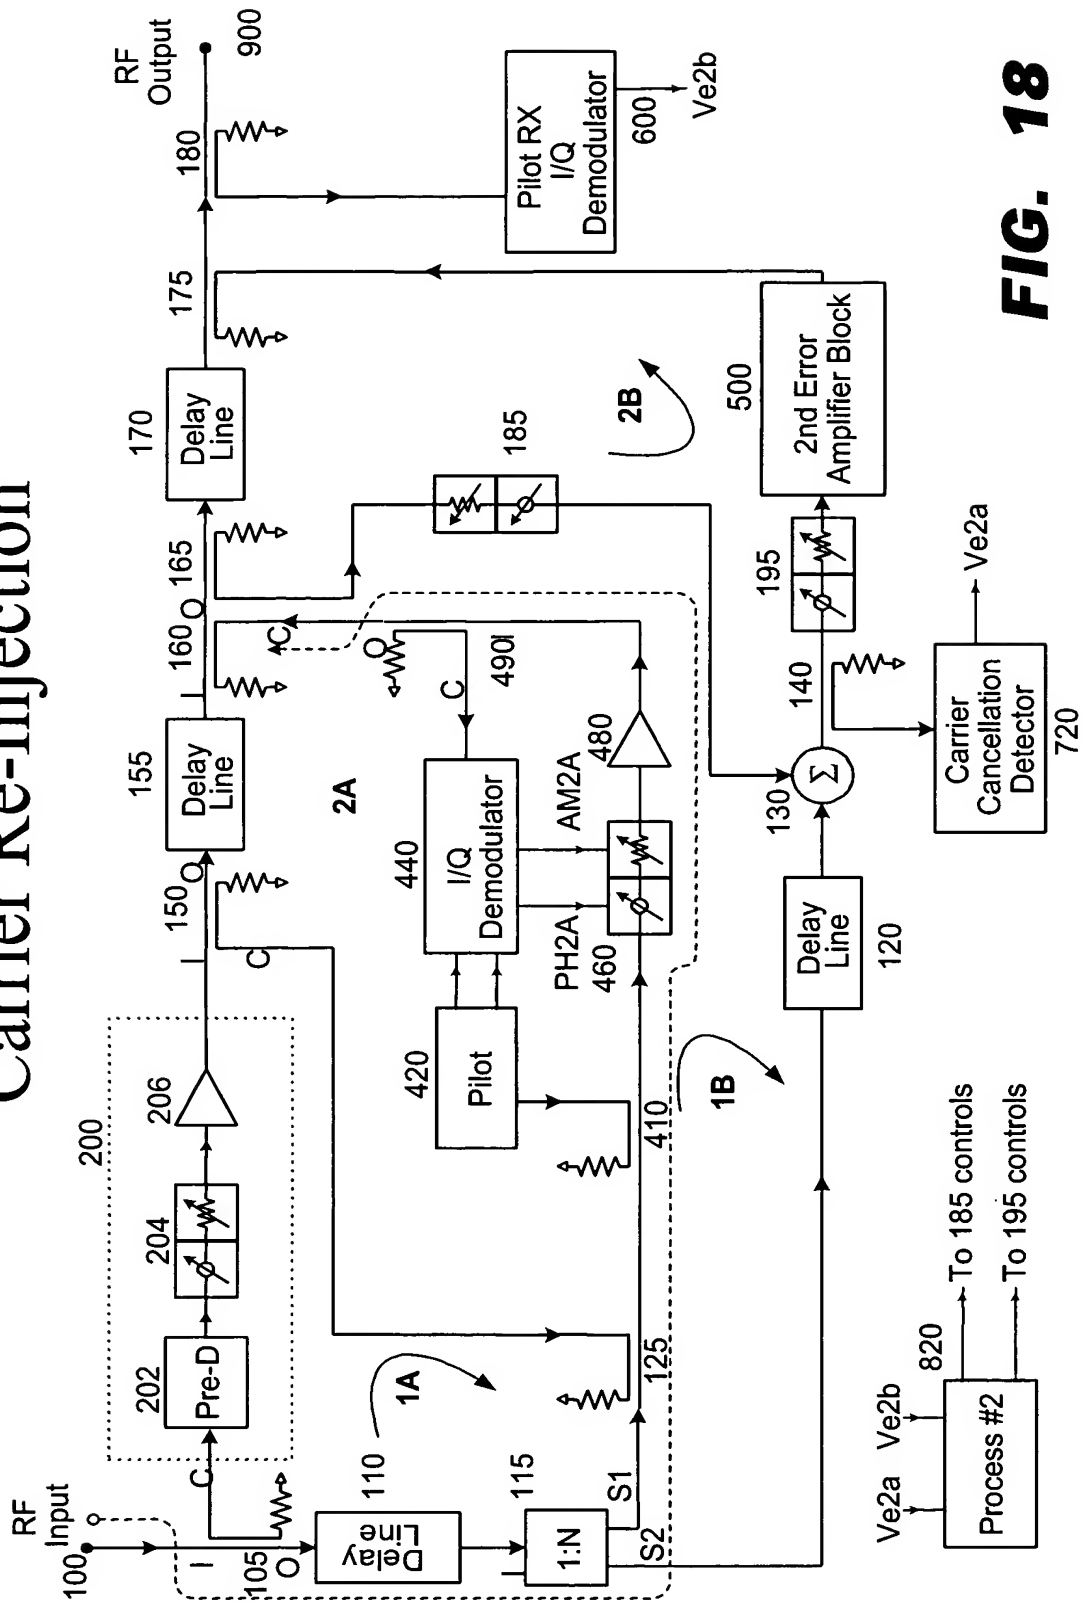 Carrier Re-Injection
RF
Input
100
I
105
O
C
200
202
Pre-D
204
206
I
150
O
C
155
Delay
Line
I
160
O
C
165
170
Delay
Line
175
180
RF
Output
900
110
Delay
Line
115
I
1:N
S1
S2
1A
125
420
Pilot
410
440
I/Q
Demodulator
PH2A
AM2A
460
480
C
O
490I
2A
185
2B
Pilot RX
I/Q
Demodulator
600
Ve2b
1B
120
Delay
Line
130
Σ
140
195
500
2nd Error
Amplifier Block
Carrier
Cancellation
Detector
720
Ve2a
Ve2a
Ve2b
820
Process #2
To 185 controls
To 195 controls
FIG. 18